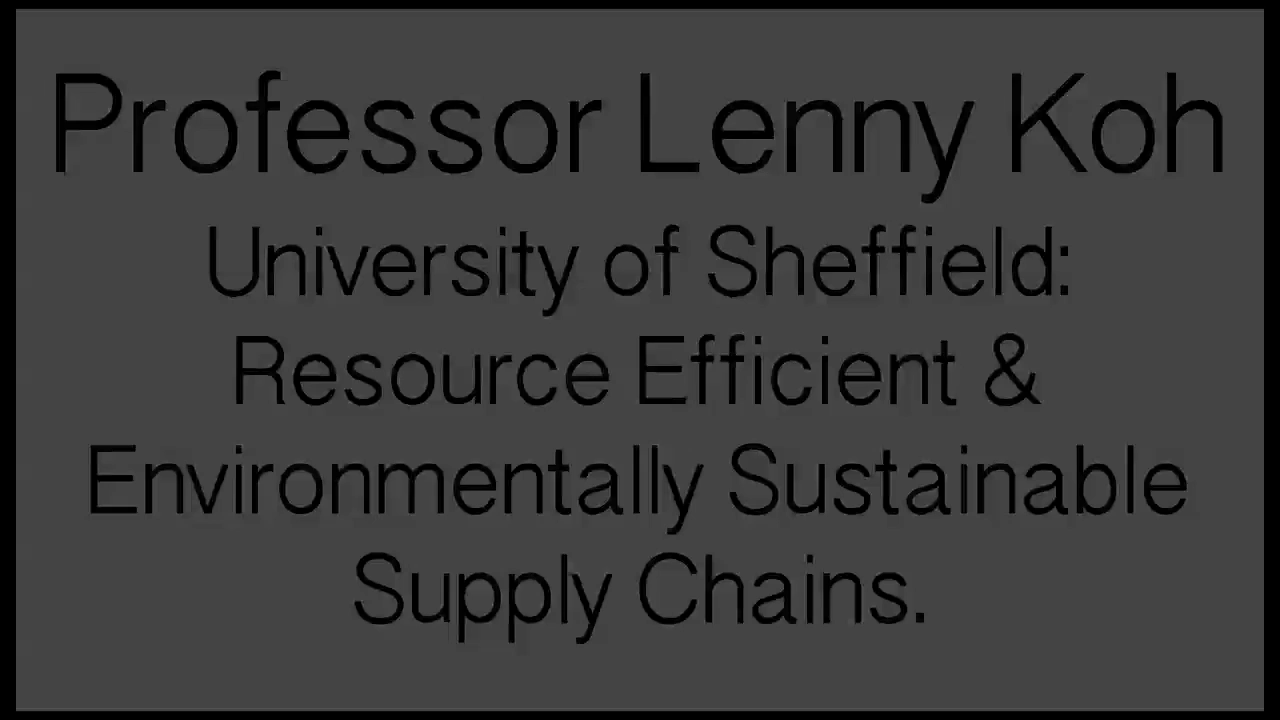 Professor Lenny Koh
University of Sheffield:
Resource Efficient &
Environmentally Sustainable
Supply Chains.